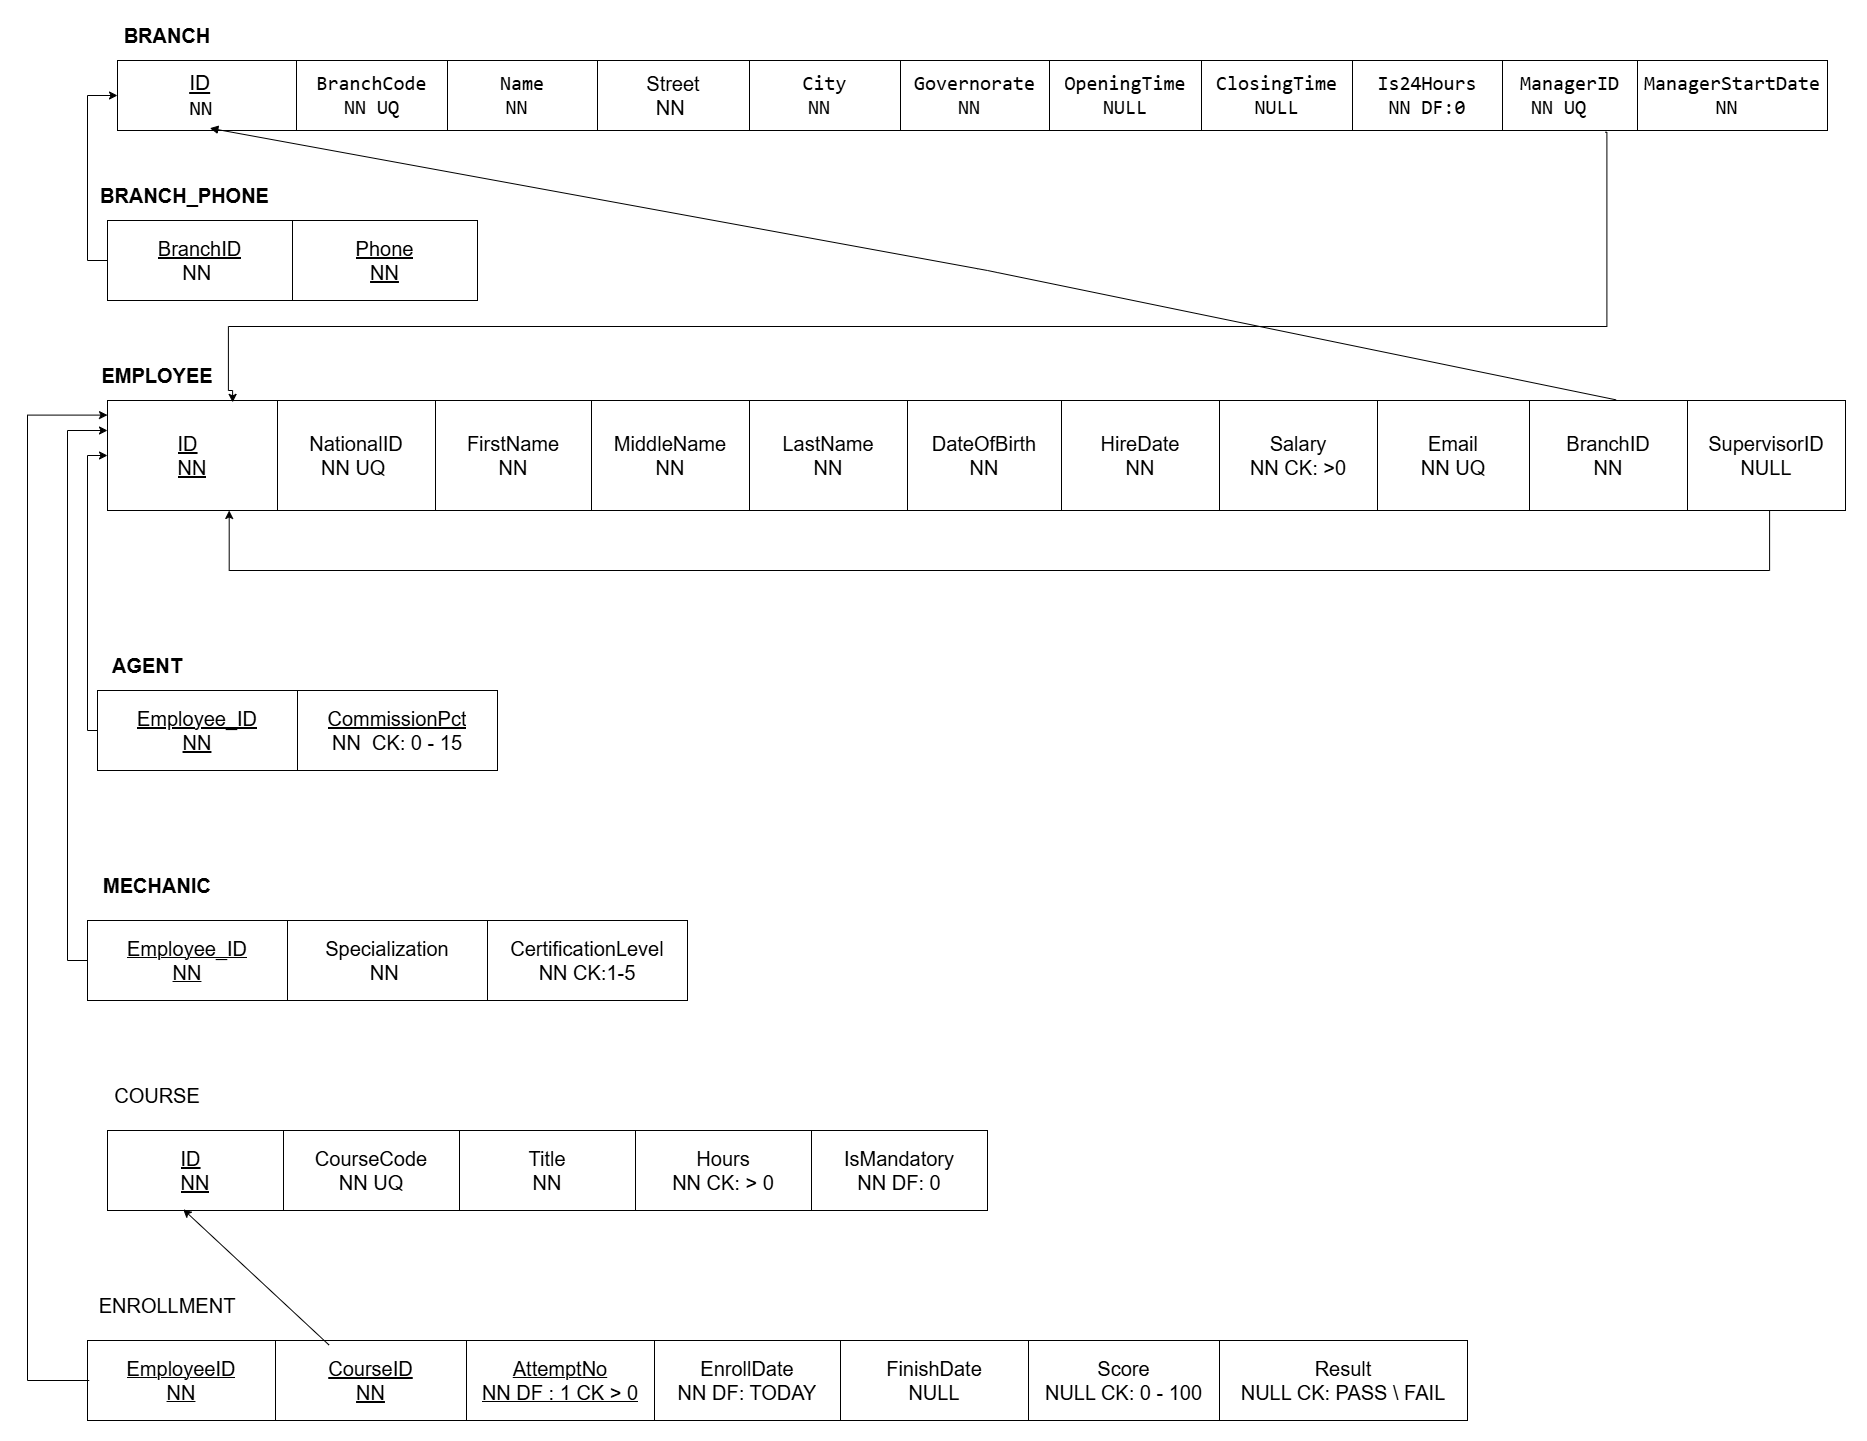 BRANCH
ID BranchCode Name Street City Governorate OpeningTime ClosingTime Is24Hours ManagerID ManagerStartDate
NN NN UQ NN NN NN NN NULL NULL NN DF:0 NN UQ NN
BRANCH_PHONE
BranchID Phone
NN NN
EMPLOYEE
ID NationalID FirstName MiddleName LastName DateOfBirth HireDate Salary Email BranchID SupervisorID
NN NN UQ NN NN NN NN NN NN CK: >0 NN UQ NN NULL
AGENT
Employee_ID CommissionPct
NN NN CK: 0 - 15
MECHANIC
Employee_ID Specialization CertificationLevel
NN NN NN CK:1-5
COURSE
ID CourseCode Title Hours IsMandatory
NN NN UQ NN NN CK: > 0 NN DF: 0
ENROLLMENT
EmployeeID CourseID AttemptNo EnrollDate FinishDate Score Result
NN NN NN DF : 1 CK > 0 NN DF: TODAY NULL NULL CK: 0 - 100 NULL CK: PASS \ FAIL